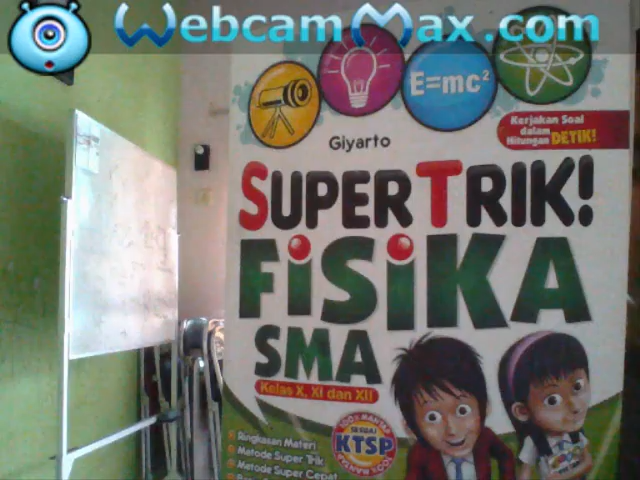 WebcamMax.com
E=mc²
Giyarto
Kerjakan Soal
dalam
Hitungan DETIK!
SUPER TRIK!
FISIKA
SMA
Kelas X, XI dan XII
Ringkasan Materi
Metode Super Trik
Metode Super Cepat
SESUAI
KTSP